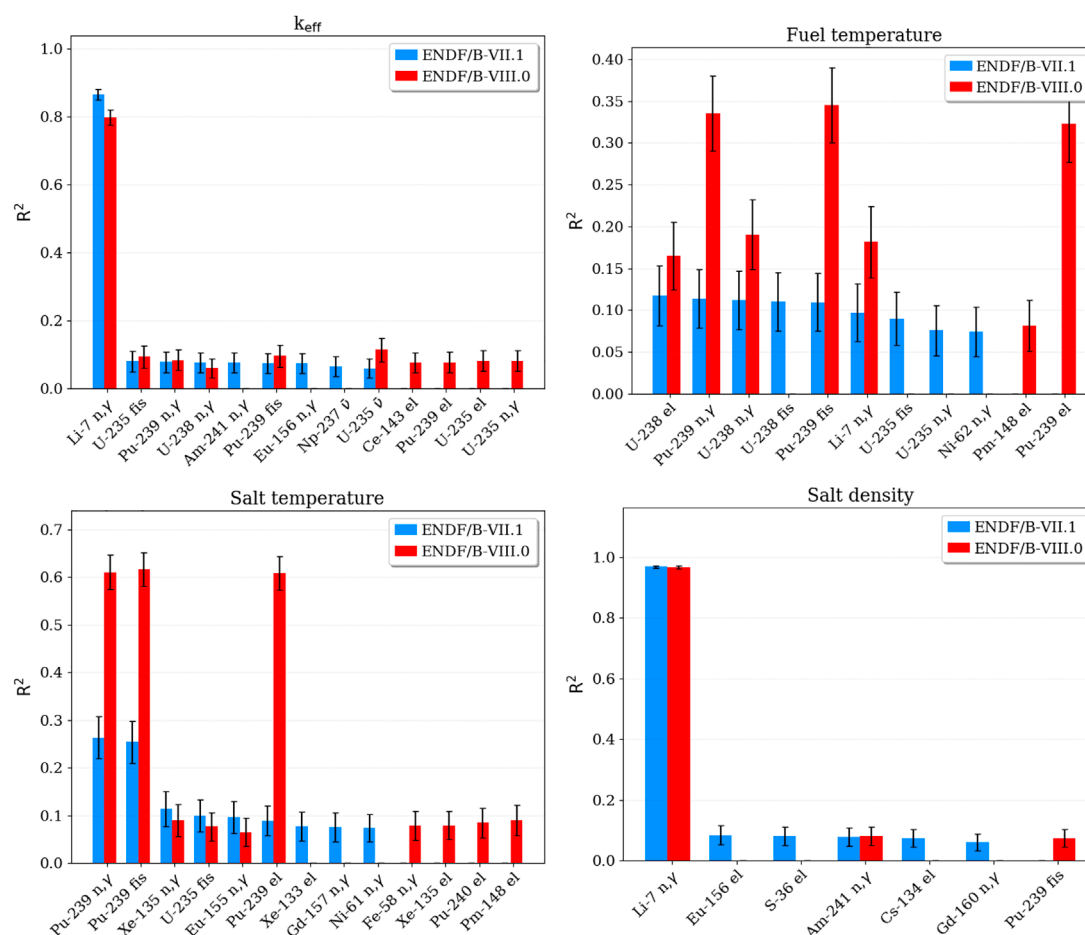 k_eff
1.0
0.8
0.6
0.4
0.2
0.0
R²
ENDF/B-VII.1
ENDF/B-VIII.0
Li-7 n,γ
U-235 fis
Pu-239 n,γ
U-238 n,γ
Am-241 n,γ
Pu-239 fis
Eu-156 n,γ
Np-237 ν̄
U-235 ν̄
Ce-143 el
Pu-239 el
U-235 el
U-235 n,γ
Fuel temperature
0.40
0.35
0.30
0.25
0.20
0.15
0.10
0.05
0.00
R²
ENDF/B-VII.1
ENDF/B-VIII.0
U-238 el
Pu-239 n,γ
U-238 n,γ
U-238 fis
Pu-239 fis
Li-7 n,γ
U-235 fis
U-235 n,γ
Ni-62 n,γ
Pm-148 el
Pu-239 el
Salt temperature
0.7
0.6
0.5
0.4
0.3
0.2
0.1
0.0
R²
ENDF/B-VII.1
ENDF/B-VIII.0
Pu-239 n,γ
Pu-239 fis
Xe-135 n,γ
U-235 fis
Eu-155 n,γ
Pu-239 el
Xe-133 el
Gd-157 n,γ
Ni-61 n,γ
Fe-58 n,γ
Xe-135 el
Pu-240 el
Pm-148 el
Salt density
1.0
0.8
0.6
0.4
0.2
0.0
R²
ENDF/B-VII.1
ENDF/B-VIII.0
Li-7 n,γ
Eu-156 el
S-36 el
Am-241 n,γ
Cs-134 el
Gd-160 n,γ
Pu-239 fis